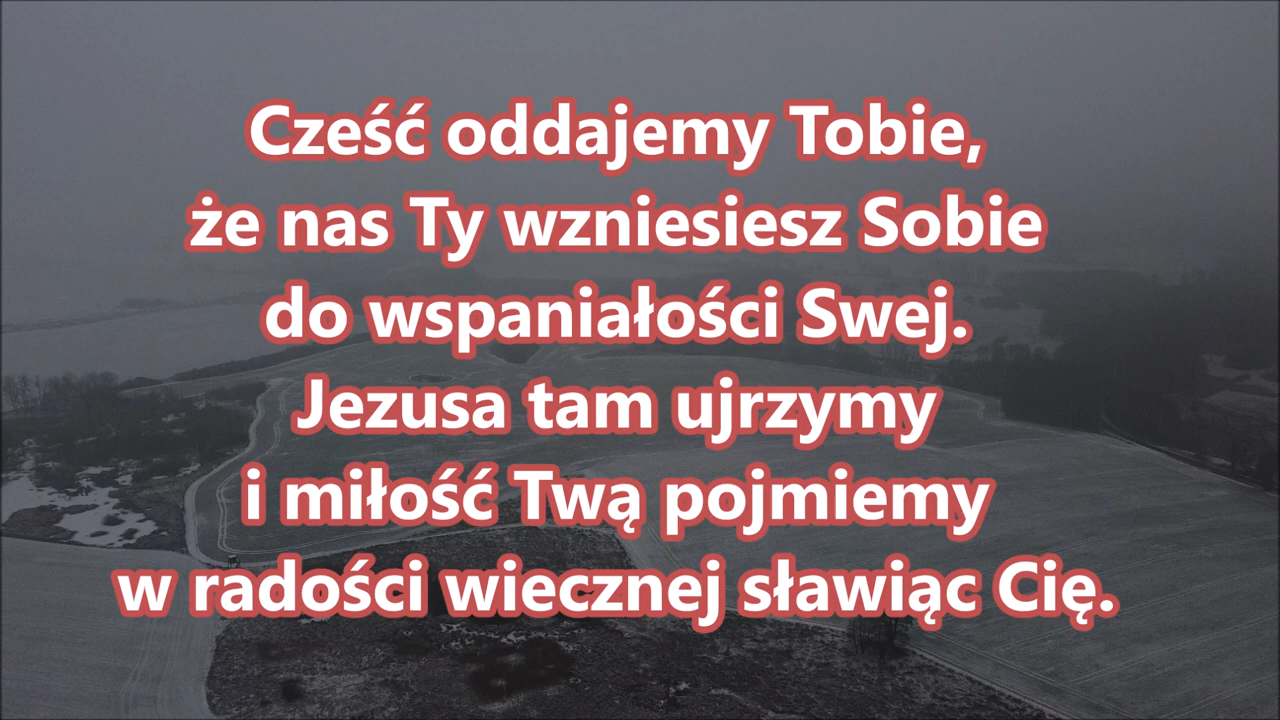 Cześć oddajemy Tobie,
że nas Ty wzniesiesz Sobie
do wspaniałości Swej.
Jezusa tam ujrzymy
i miłość Twą pojmiemy
w radości wiecznej sławiąc Cię.